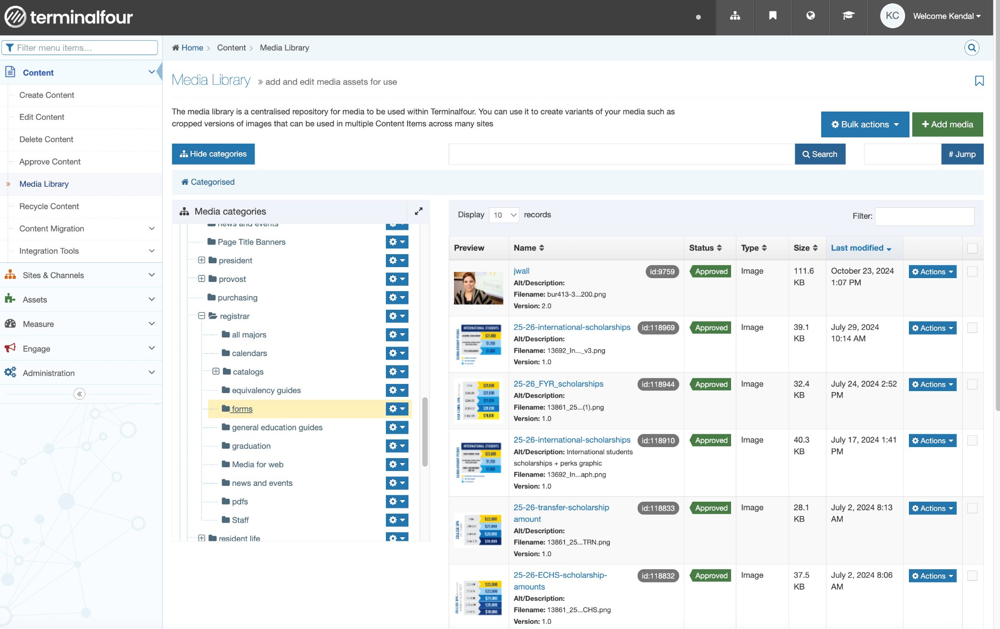 terminalfour
KC
Welcome Kendal
Filter menu items...
Home
Content
Media Library
Content
Create Content
Edit Content
Delete Content
Approve Content
Media Library
Recycle Content
Content Migration
Integration Tools
Sites & Channels
Assets
Measure
Engage
Administration
Media Library » add and edit media assets for use
The media library is a centralised repository for media to be used within Terminalfour. You can use it to create variants of your media such as
cropped versions of images that can be used in multiple Content Items across many sites
Bulk actions
Add media
Hide categories
Search
# Jump
Categorised
Media categories
news and events
Page Title Banners
president
provost
purchasing
registrar
all majors
calendars
catalogs
equivalency guides
forms
general education guides
graduation
Media for web
news and events
pdfs
Staff
resident life
Display 10 records
Filter:
Preview Name Status Type Size Last modified
jwall id:9759 Approved Image 111.6 KB October 23, 2024 1:07 PM Actions
Alt/Description:
Filename: bur413-3...200.png
Version: 2.0
25-26-international-scholarships id:118969 Approved Image 39.1 KB July 29, 2024 10:14 AM Actions
Alt/Description:
Filename: 13692_In..._v3.png
Version: 1.0
INTERNATIONAL STUDENTS
25-26_FYR_scholarships id:118944 Approved Image 32.4 KB July 24, 2024 2:52 PM Actions
Alt/Description:
Filename: 13861_25...(1).png
Version: 1.0
25-26-international-scholarships id:118910 Approved Image 40.3 KB July 17, 2024 1:41 PM Actions
Alt/Description: International students
scholarships + perks graphic
Filename: 13692_In...aph.png
Version: 1.0
INTERNATIONAL STUDENTS
25-26-transfer-scholarship
amount id:118833 Approved Image 28.1 KB July 2, 2024 8:13 AM Actions
Alt/Description:
Filename: 13861_25...TRN.png
Version: 1.0
25-26-ECHS-scholarship-
amounts id:118832 Approved Image 37.5 KB July 2, 2024 8:06 AM Actions
Alt/Description:
Filename: 13861_25...CHS.png
Version: 1.0